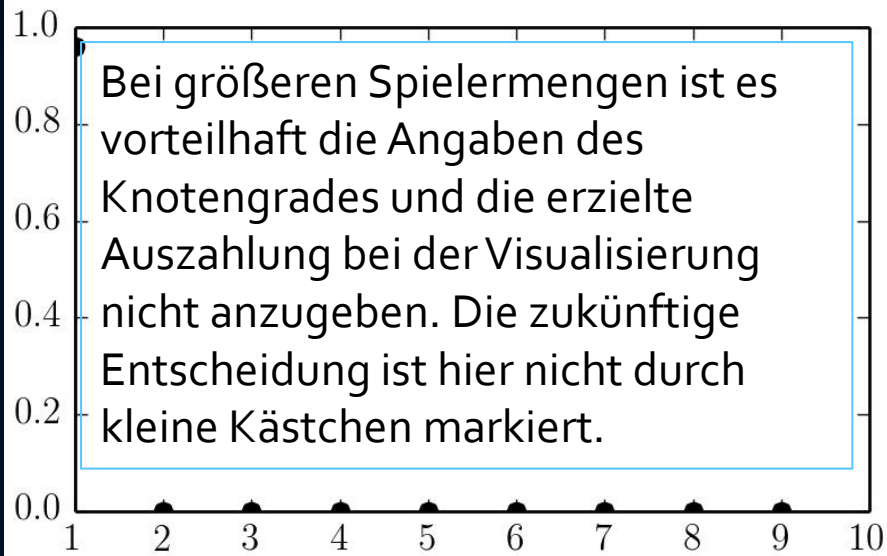 1.0
Bei größeren Spielermengen ist es
0.8
vorteilhaft die Angaben des
Knotengrades und die erzielte
0.6
Auszahlung bei der Visualisierung
0.4
nicht anzugeben. Die zukünftige
Entscheidung ist hier nicht durch
0.2
kleine Kästchen markiert.
0.0
1 2 3 4 5 6 7 8 9 10